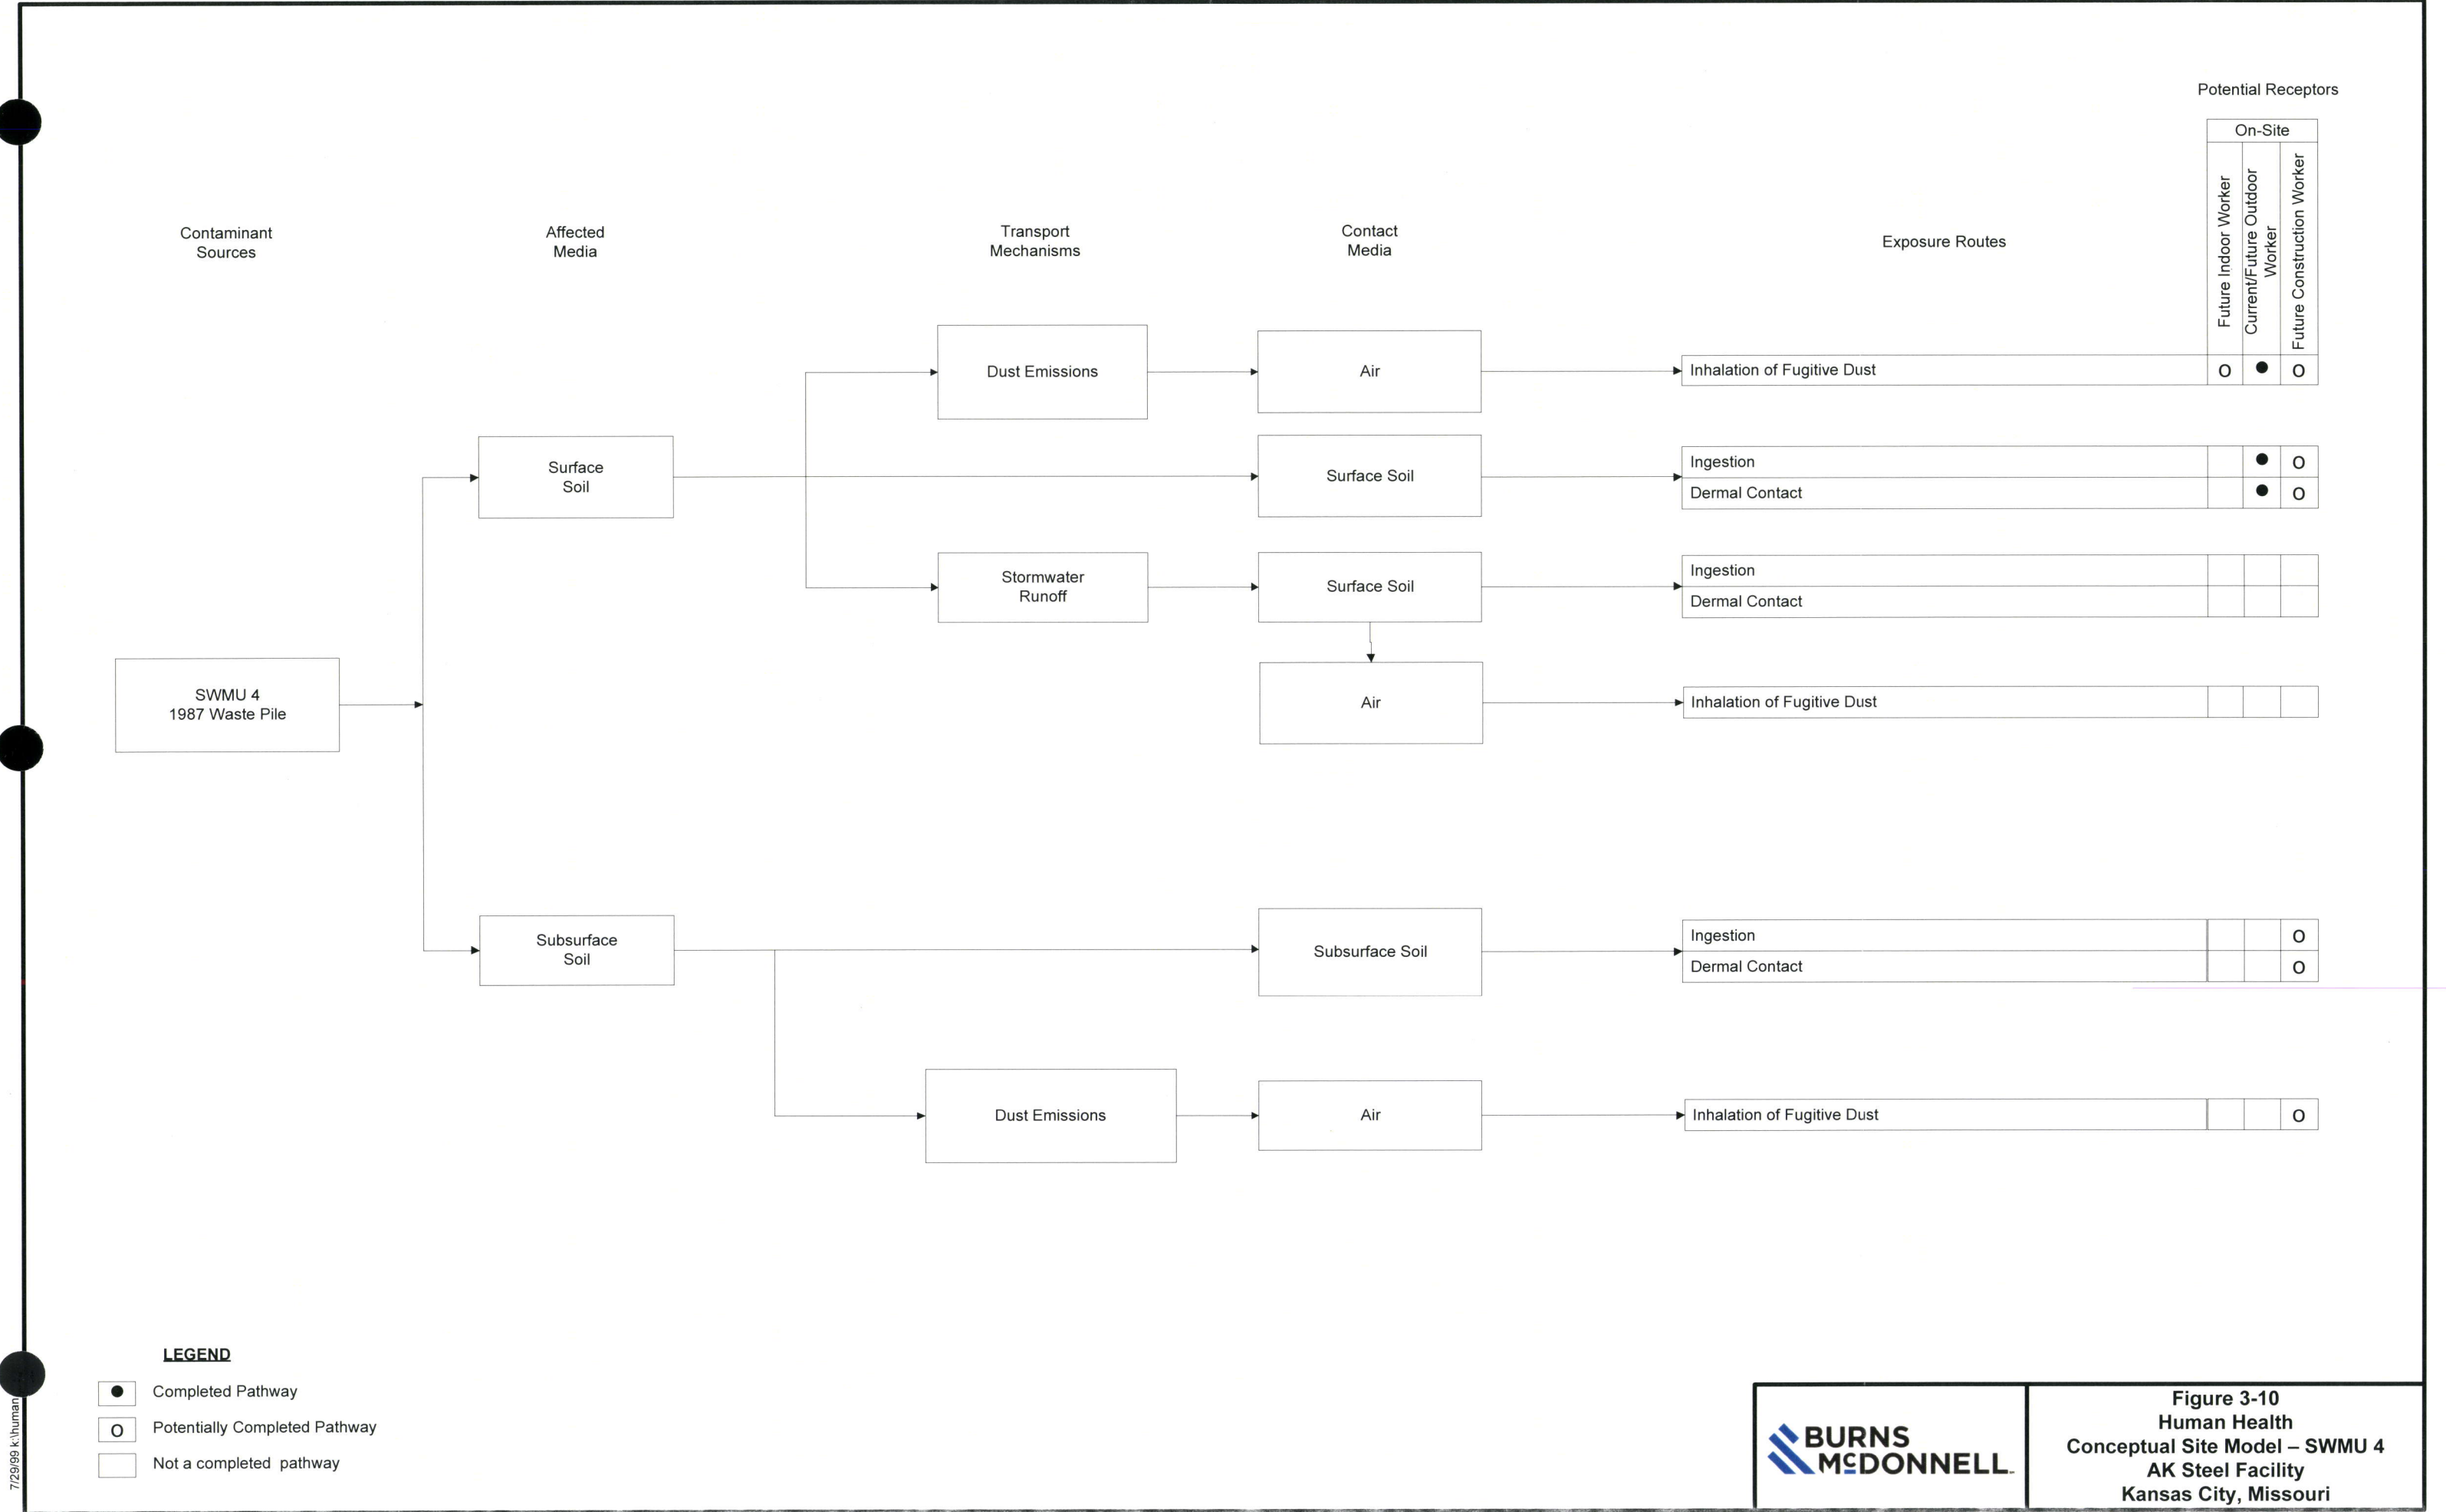 Potential Receptors
On-Site
Future Indoor Worker
Current/Future Outdoor
Worker
Future Construction Worker
Contaminant
Sources
Affected
Media
Transport
Mechanisms
Contact
Media
Exposure Routes
Dust Emissions
Air
Inhalation of Fugitive Dust
O
●
O
Surface
Soil
Surface Soil
Ingestion
●
O
Dermal Contact
●
O
Stormwater
Runoff
Surface Soil
Ingestion
Dermal Contact
SWMU 4
1987 Waste Pile
Air
Inhalation of Fugitive Dust
Subsurface
Soil
Subsurface Soil
Ingestion
O
Dermal Contact
O
Dust Emissions
Air
Inhalation of Fugitive Dust
O
LEGEND
● Completed Pathway
O Potentially Completed Pathway
Not a completed pathway
7/29/99 k:\human
BURNS
McDONNELL
Figure 3-10
Human Health
Conceptual Site Model – SWMU 4
AK Steel Facility
Kansas City, Missouri